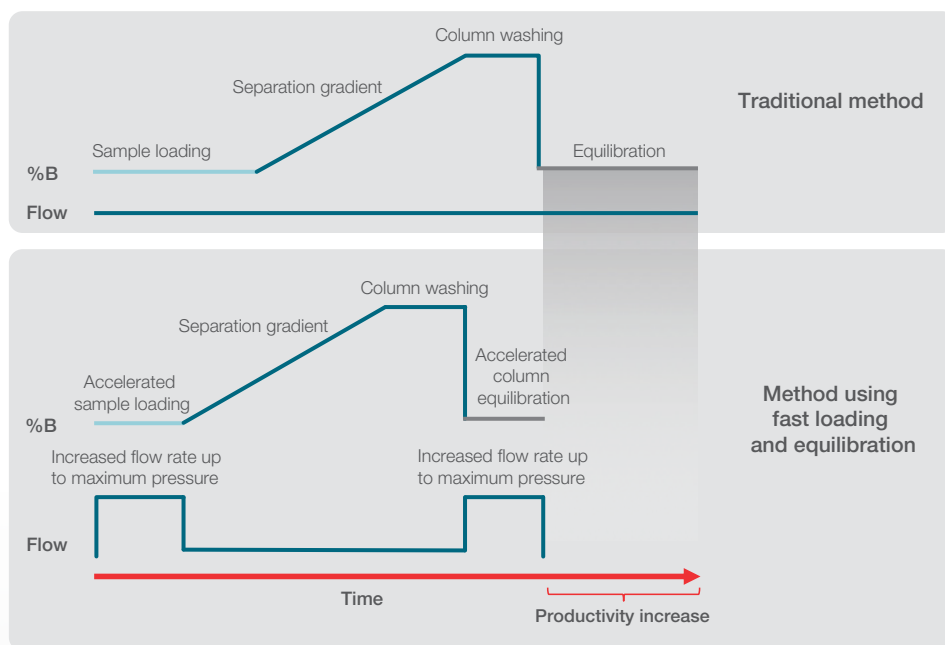 Column washing
Separation gradient
Traditional method
Sample loading
Equilibration
%B
Flow
Column washing
Separation gradient
Accelerated
sample loading
Accelerated
column
equilibration
Method using
fast loading
and equilibration
%B
Increased flow rate up
to maximum pressure
Increased flow rate up
to maximum pressure
Flow
Time
Productivity increase